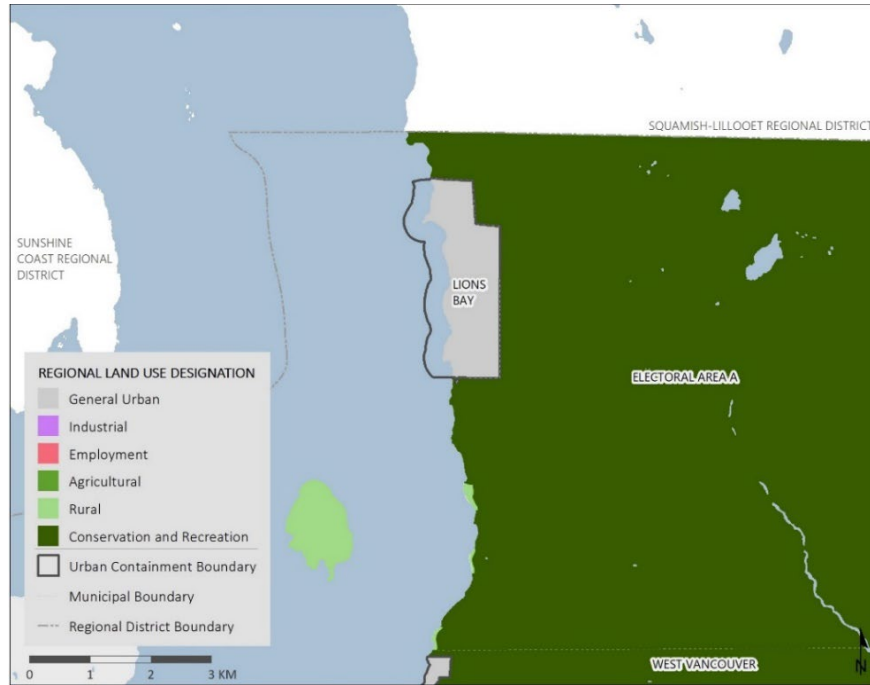 SQUAMISH-LILLOOET REGIONAL DISTRICT
SUNSHINE
COAST REGIONAL
DISTRICT
LIONS
BAY
ELECTORAL AREA A
REGIONAL LAND USE DESIGNATION
General Urban
Industrial
Employment
Agricultural
Rural
Conservation and Recreation
Urban Containment Boundary
Municipal Boundary
Regional District Boundary
0 1 2 3 KM
WEST VANCOUVER
N